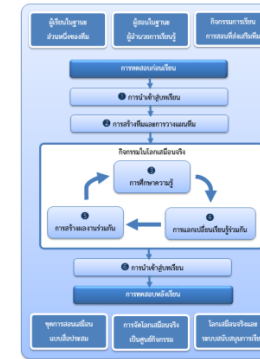 ผู้เรียนในฐานะ
ส่วนหนึ่งของทีม
ผู้สอนในฐานะ
ผู้อำนวยการเรียนรู้
กิจกรรมการเรียน
การสอนที่ส่งเสริมทีม
การทดสอบก่อนเรียน
❶ การนำเข้าสู่บทเรียน
❷ การสร้างทีมและการวางแผนทีม
กิจกรรมในโลกเสมือนจริง
❸
การศึกษาความรู้
❺
การสร้างผลงานร่วมกัน
❹
การแลกเปลี่ยนเรียนรู้ร่วมกัน
❻ การนำเข้าสู่บทเรียน
การทดสอบหลังเรียน
ชุดการสอนเสมือน
แบบสื่อประสม
การจัดโลกเสมือนจริง
เป็นศูนย์กิจกรรม
โลกเสมือนจริงและ
ระบบสนับสนุนการเรีย